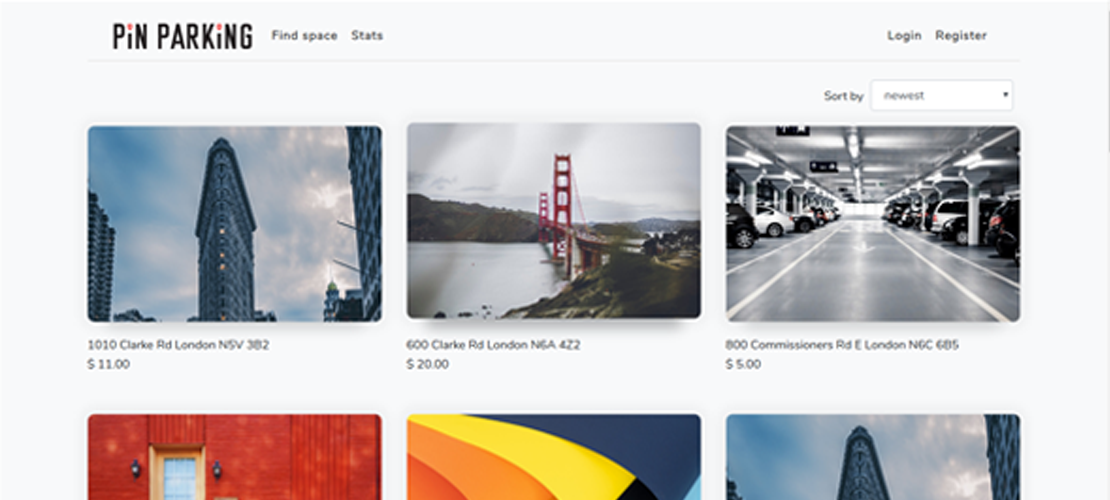 PiN PARKiNG Find space Stats Login Register
Sort by newest
1010 Clarke Rd London N5V 3B2
$ 11.00
600 Clarke Rd London N6A 4Z2
$ 20.00
800 Commissioners Rd E London N6C 6B5
$ 5.00